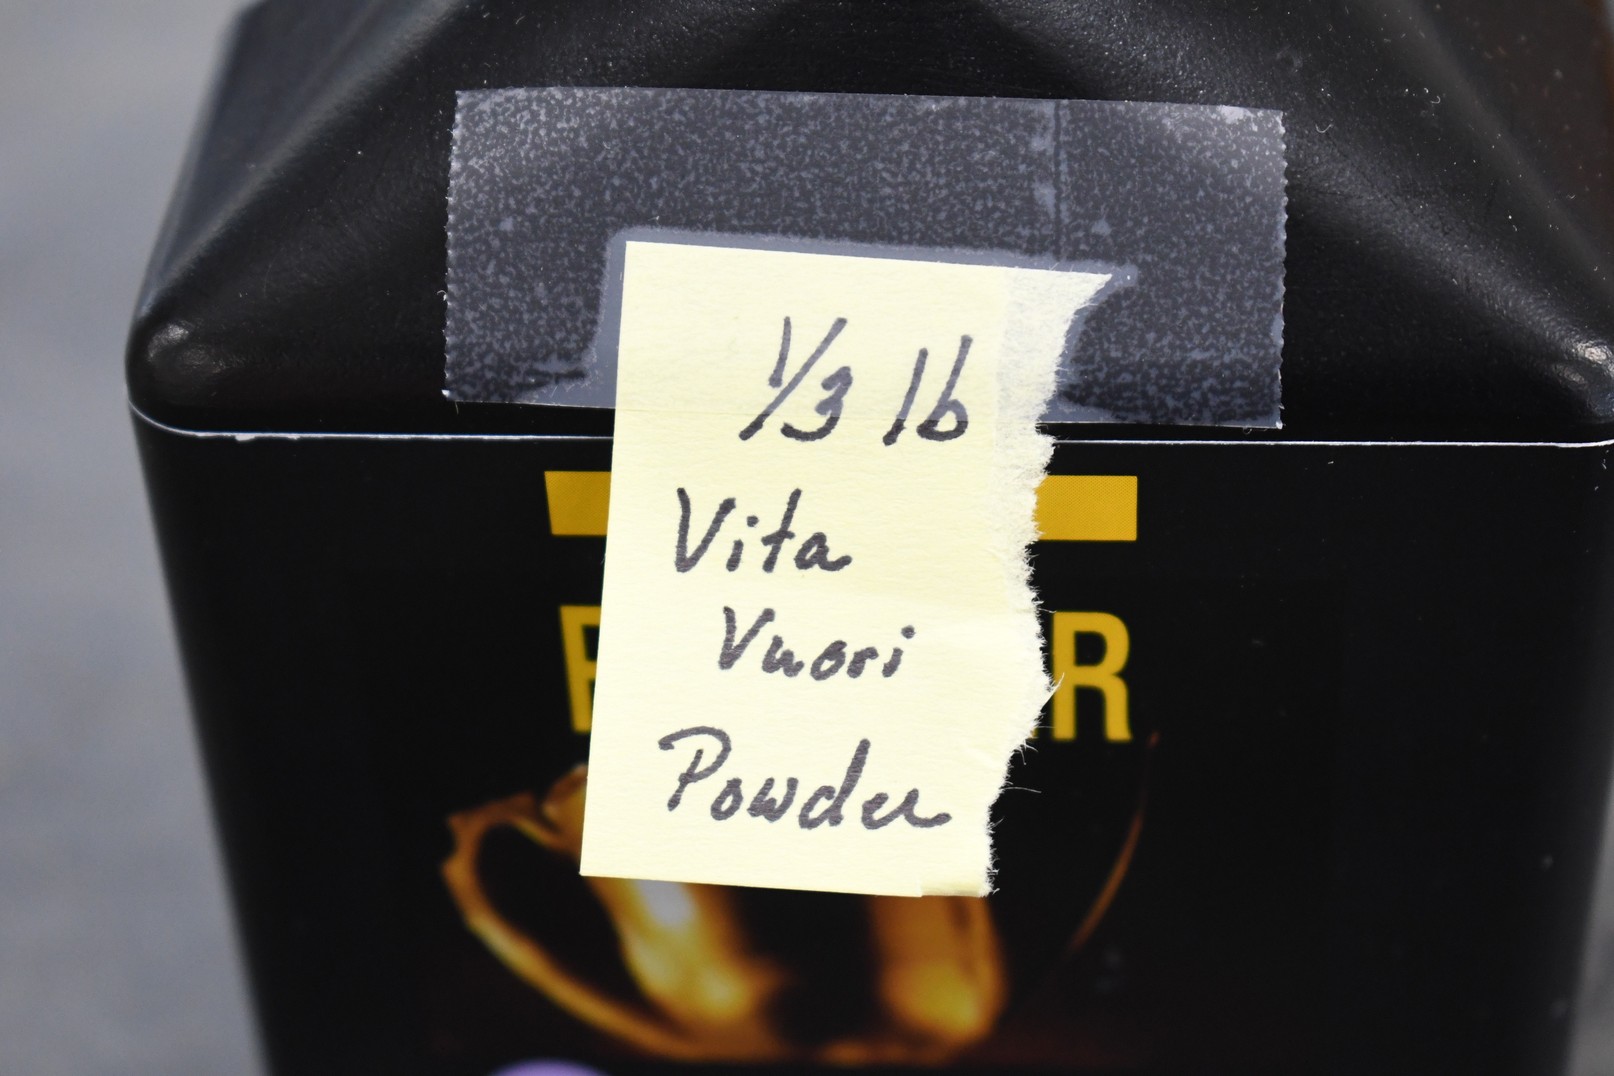 1/3 lb
Vita
Vuori
Powder